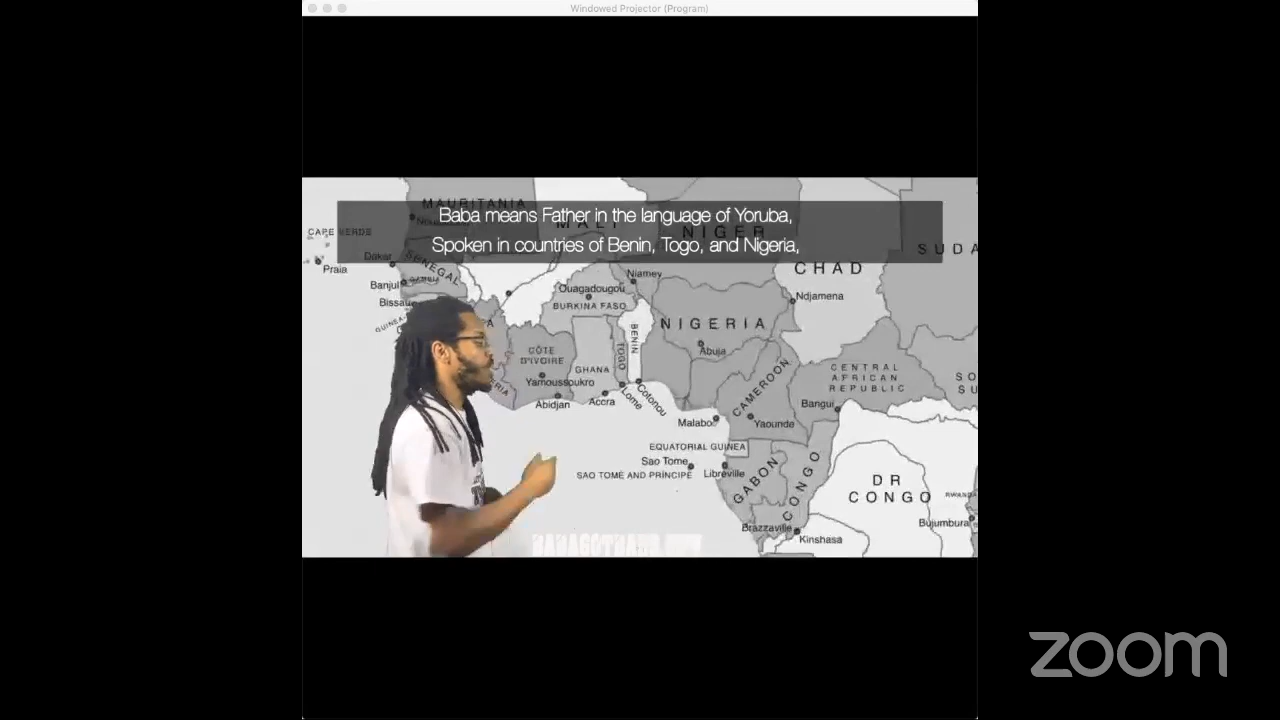 Windowed Projector (Program)
Baba means Father in the language of Yoruba,
Spoken in countries of Benin, Togo, and Nigeria,
MAURITANIA
MALI
NIGER
CHAD
CAPE VERDE
Praia
Dakar
SENEGAL
Banjul
Bissau
Niamey
Ouagadougou
BURKINA FASO
Ndjamena
NIGERIA
Abuja
BENIN
TOGO
GHANA
CÔTE
D'IVOIRE
Yamoussoukro
Abidjan
Accra
Lome
Cotonou
CAMEROON
Yaounde
CENTRAL
AFRICAN
REPUBLIC
Bangui
Malabo
EQUATORIAL GUINEA
Sao Tome
SAO TOMÉ AND PRÍNCIPE
Libreville
GABON
CONGO
DR
CONGO
Brazzaville
Kinshasa
Bujumbura
zoom